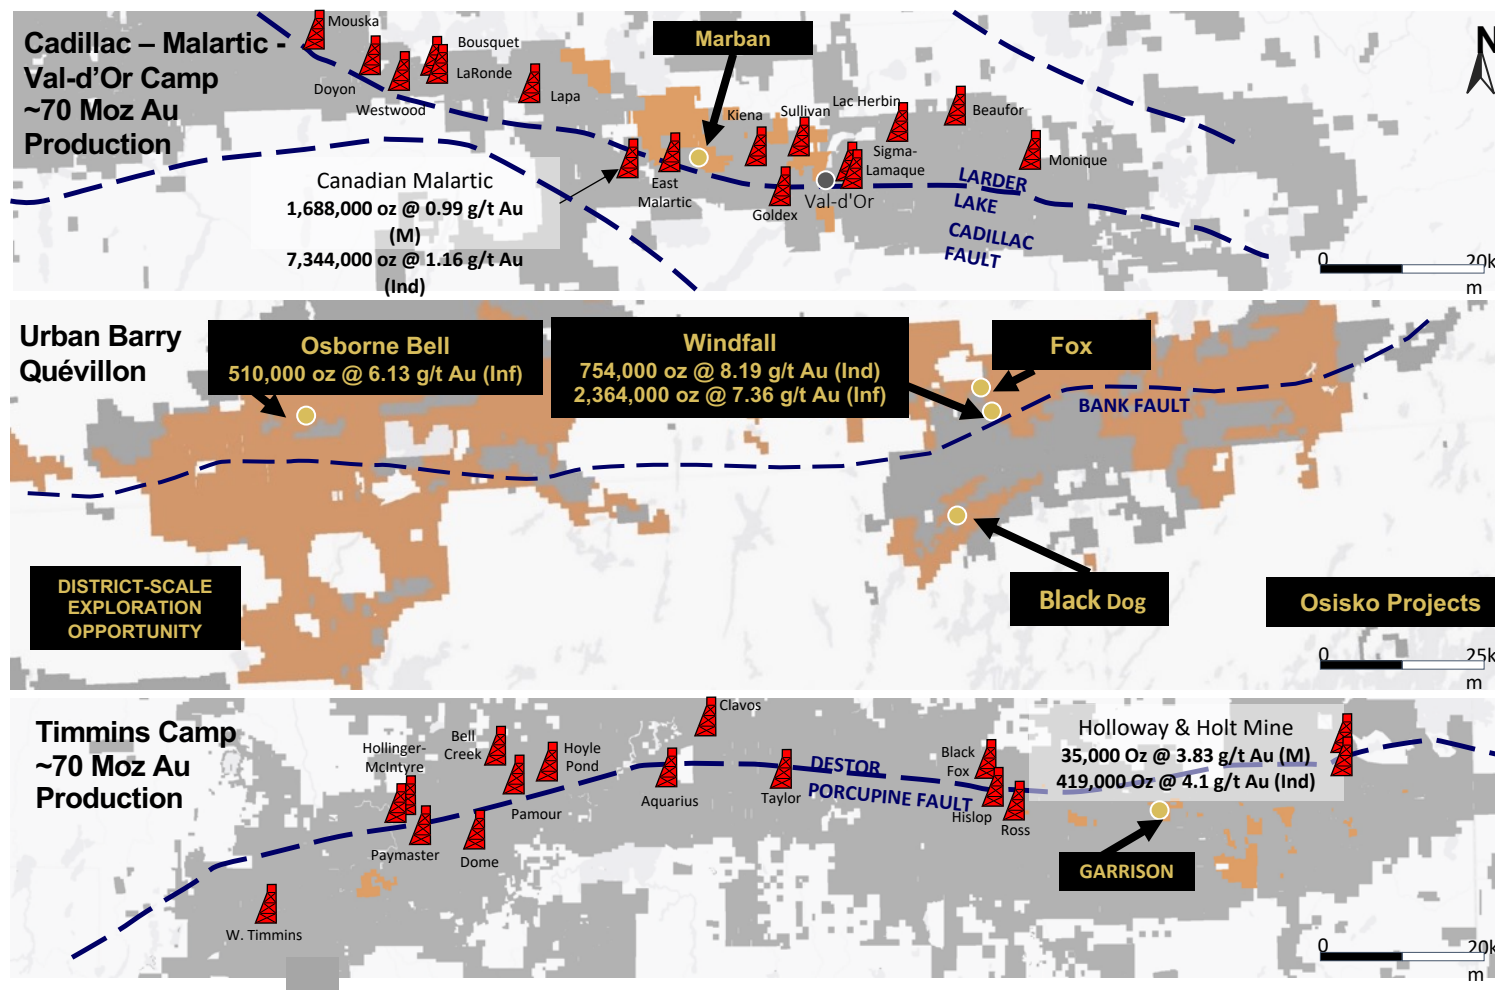 Cadillac – Malartic -
Val-d'Or Camp
~70 Moz Au
Production
Mouska
Doyon
Westwood
Bousquet
LaRonde
Lapa
Marban
Kiena
Sullivan
Lac Herbin
Beaufor
Sigma-
Lamaque
Monique
East
Malartic
Goldex
Val-d'Or
LARDER
LAKE
CADILLAC
FAULT
Canadian Malartic
1,688,000 oz @ 0.99 g/t Au
(M)
7,344,000 oz @ 1.16 g/t Au
(Ind)
N
0
20k
m
Urban Barry
Quévillon
Osborne Bell
510,000 oz @ 6.13 g/t Au (Inf)
Windfall
754,000 oz @ 8.19 g/t Au (Ind)
2,364,000 oz @ 7.36 g/t Au (Inf)
Fox
BANK FAULT
DISTRICT-SCALE
EXPLORATION
OPPORTUNITY
Black Dog
Osisko Projects
0
25k
m
Timmins Camp
~70 Moz Au
Production
Hollinger-
McIntyre
Bell
Creek
Hoyle
Pond
Clavos
Pamour
Paymaster
Dome
W. Timmins
Aquarius
Taylor
DESTOR
PORCUPINE FAULT
Black
Fox
Hislop
Ross
Holloway & Holt Mine
35,000 Oz @ 3.83 g/t Au (M)
419,000 Oz @ 4.1 g/t Au (Ind)
GARRISON
0
20k
m